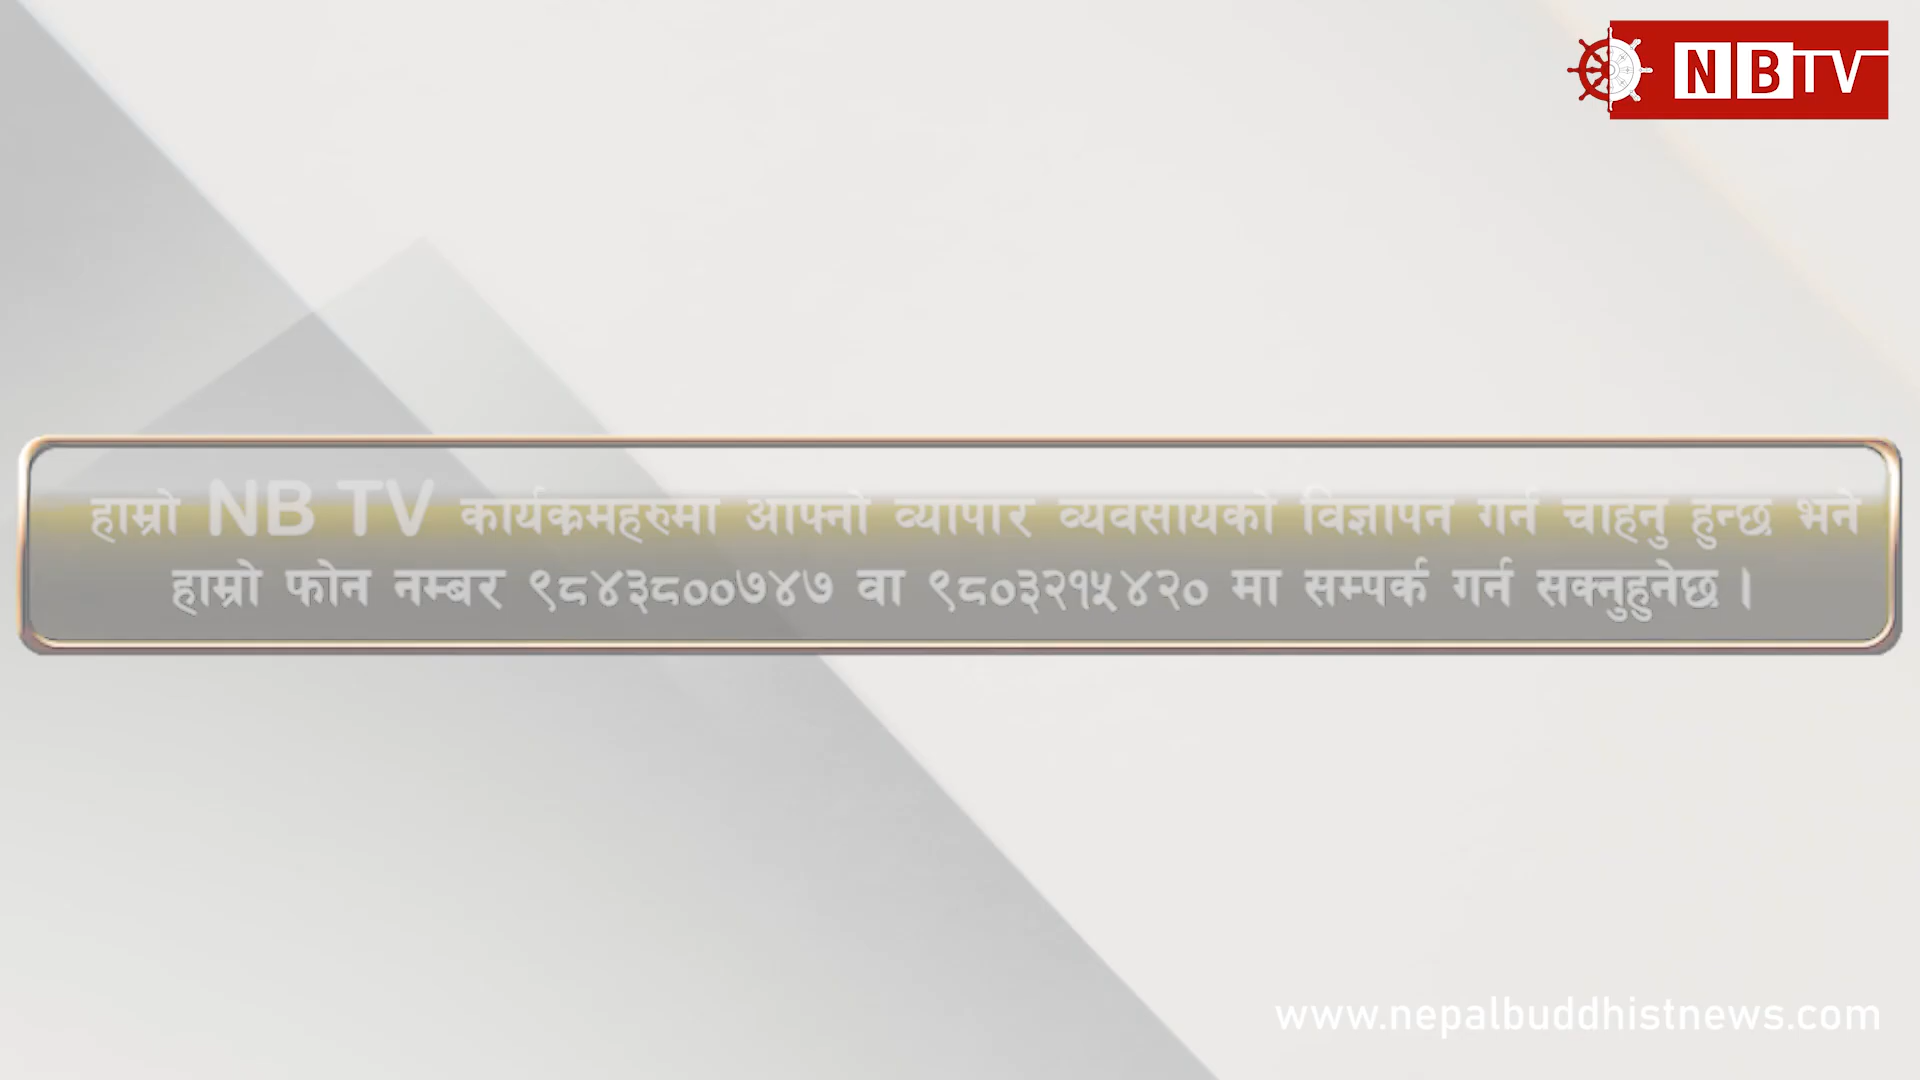 NBTV
हाम्रो NB TV कार्यक्रमहरुमा आफ्नो व्यापार व्यवसायको विज्ञापन गर्न चाहनु हुन्छ भने
हाम्रो फोन नम्बर ९८४३८००७४७ वा ९८०३२१५४२० मा सम्पर्क गर्न सक्नुहुनेछ ।
www.nepalbuddhistnews.com